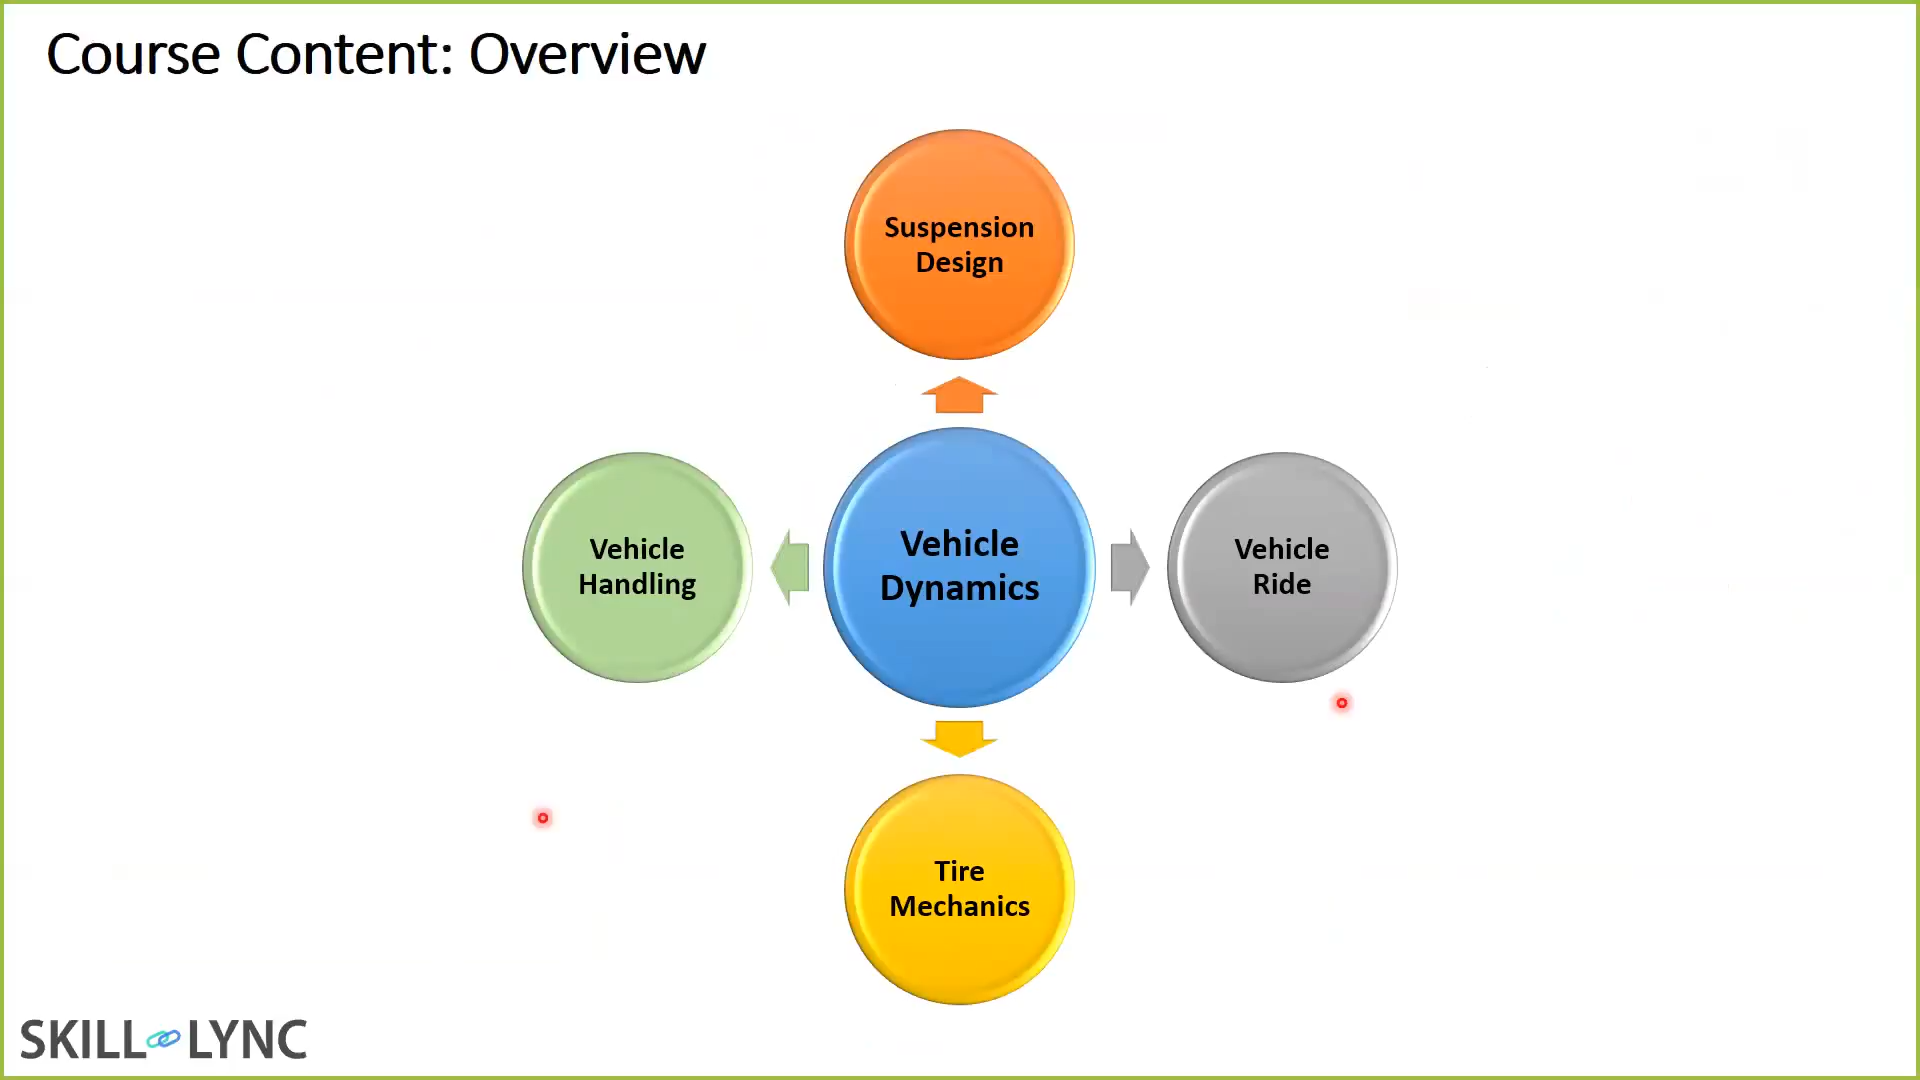 Course Content: Overview
Suspension
Design
Vehicle
Handling
Vehicle
Dynamics
Vehicle
Ride
Tire
Mechanics
SKILL LYNC